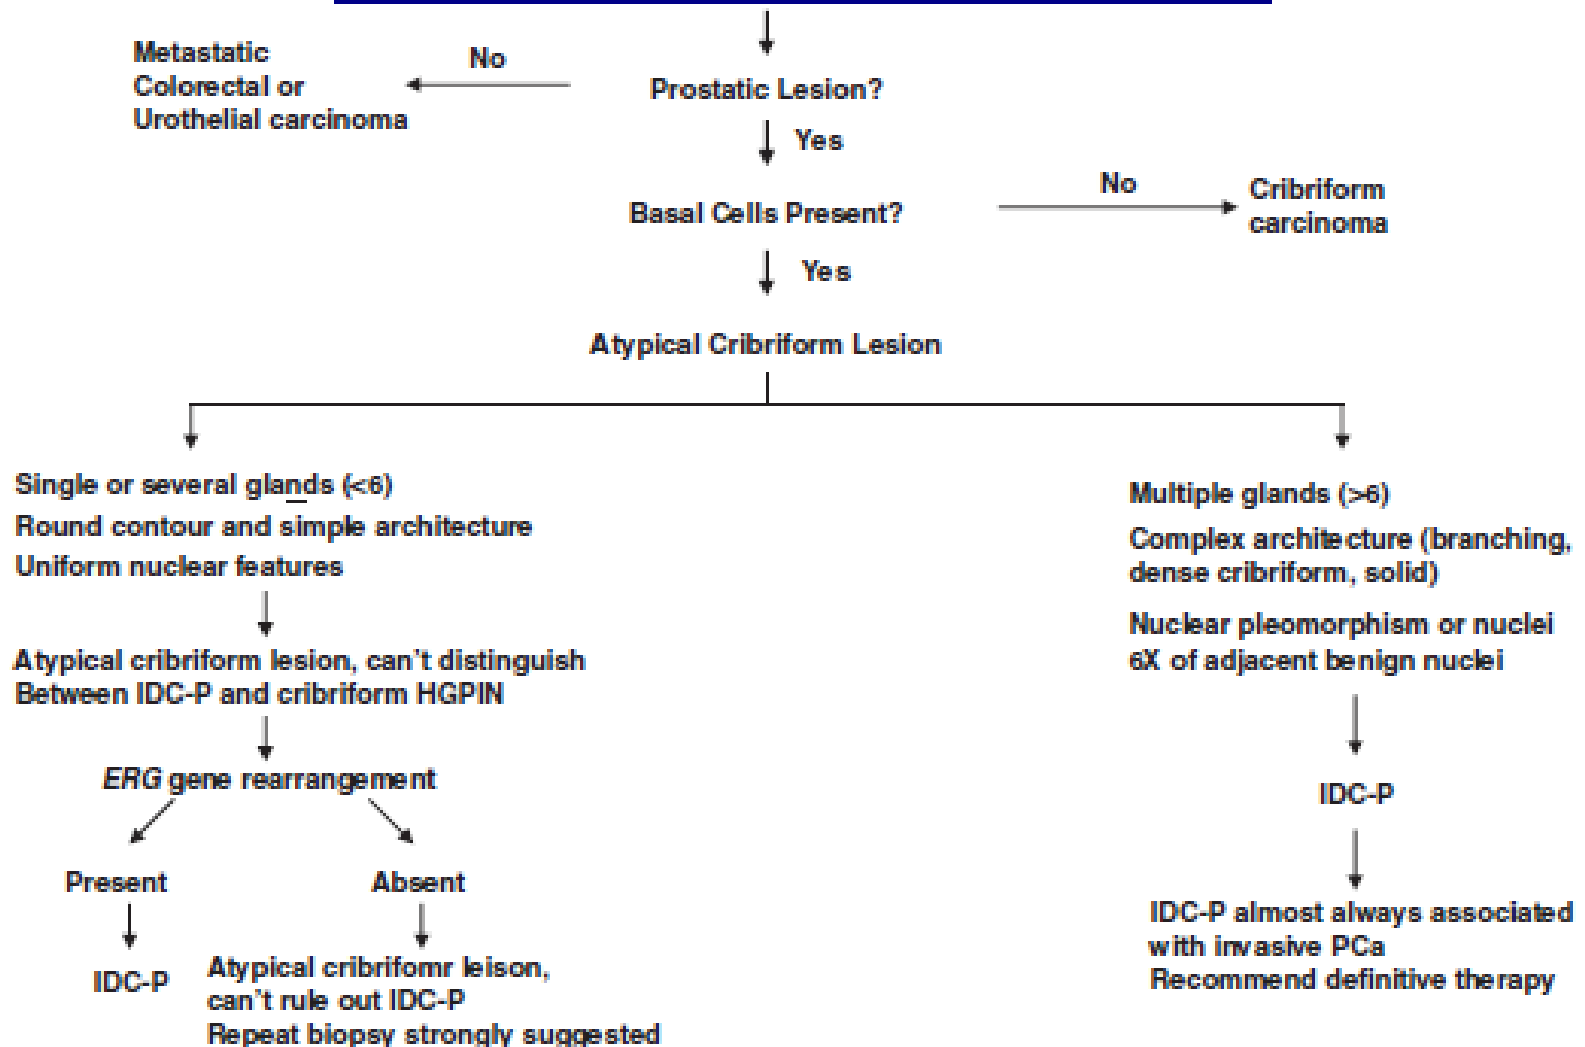 Metastatic
Colorectal or
Urothelial carcinoma
No
Prostatic Lesion?
Yes
Basal Cells Present?
No
Cribriform
carcinoma
Yes
Atypical Cribriform Lesion
Single or several glands (<6)
Round contour and simple architecture
Uniform nuclear features
Atypical cribriform lesion, can't distinguish
Between IDC-P and cribriform HGPIN
ERG gene rearrangement
Present
Absent
IDC-P
Atypical cribrifomr leison,
can't rule out IDC-P
Repeat biopsy strongly suggested
Multiple glands (>6)
Complex architecture (branching,
dense cribriform, solid)
Nuclear pleomorphism or nuclei
6X of adjacent benign nuclei
IDC-P
IDC-P almost always associated
with invasive PCa
Recommend definitive therapy